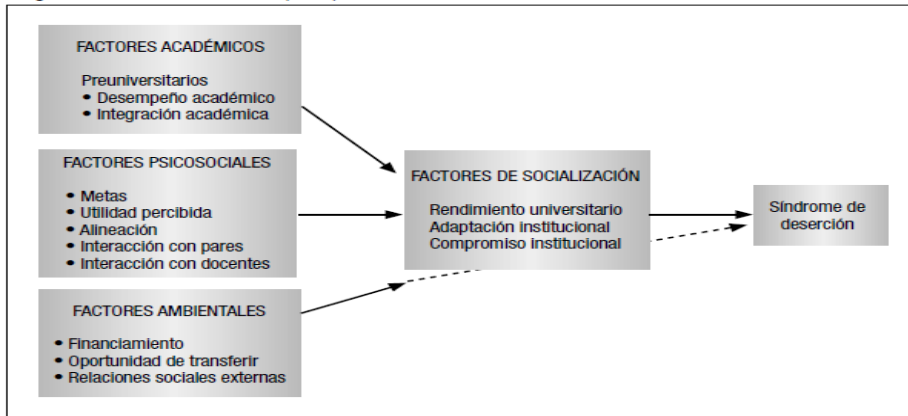 FACTORES ACADÉMICOS
Preuniversitarios
• Desempeño académico
• Integración académica
FACTORES PSICOSOCIALES
• Metas
• Utilidad percibida
• Alineación
• Interacción con pares
• Interacción con docentes
FACTORES AMBIENTALES
• Financiamiento
• Oportunidad de transferir
• Relaciones sociales externas
FACTORES DE SOCIALIZACIÓN
Rendimiento universitario
Adaptación institucional
Compromiso institucional
Síndrome de
deserción